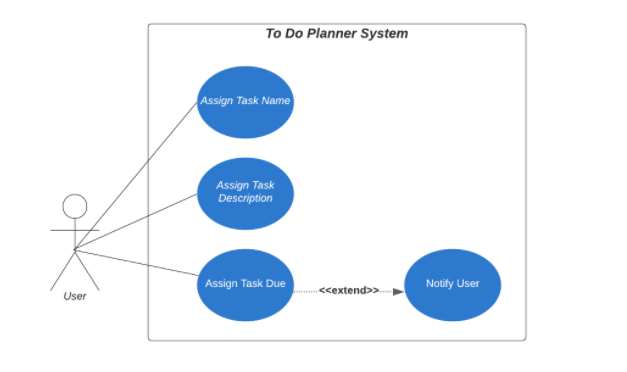 To Do Planner System
Assign Task Name
Assign Task
Description
Assign Task Due
<<extend>>
Notify User
User